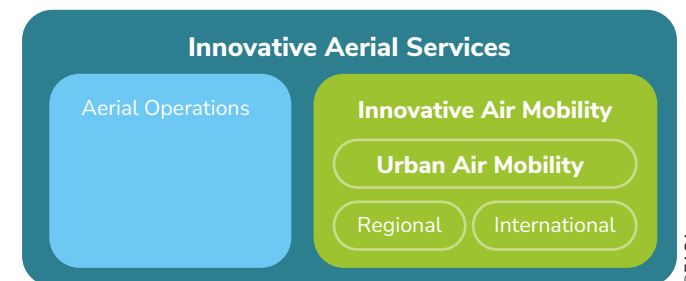 Innovative Aerial Services
Aerial Operations
Innovative Air Mobility
Urban Air Mobility
Regional
International